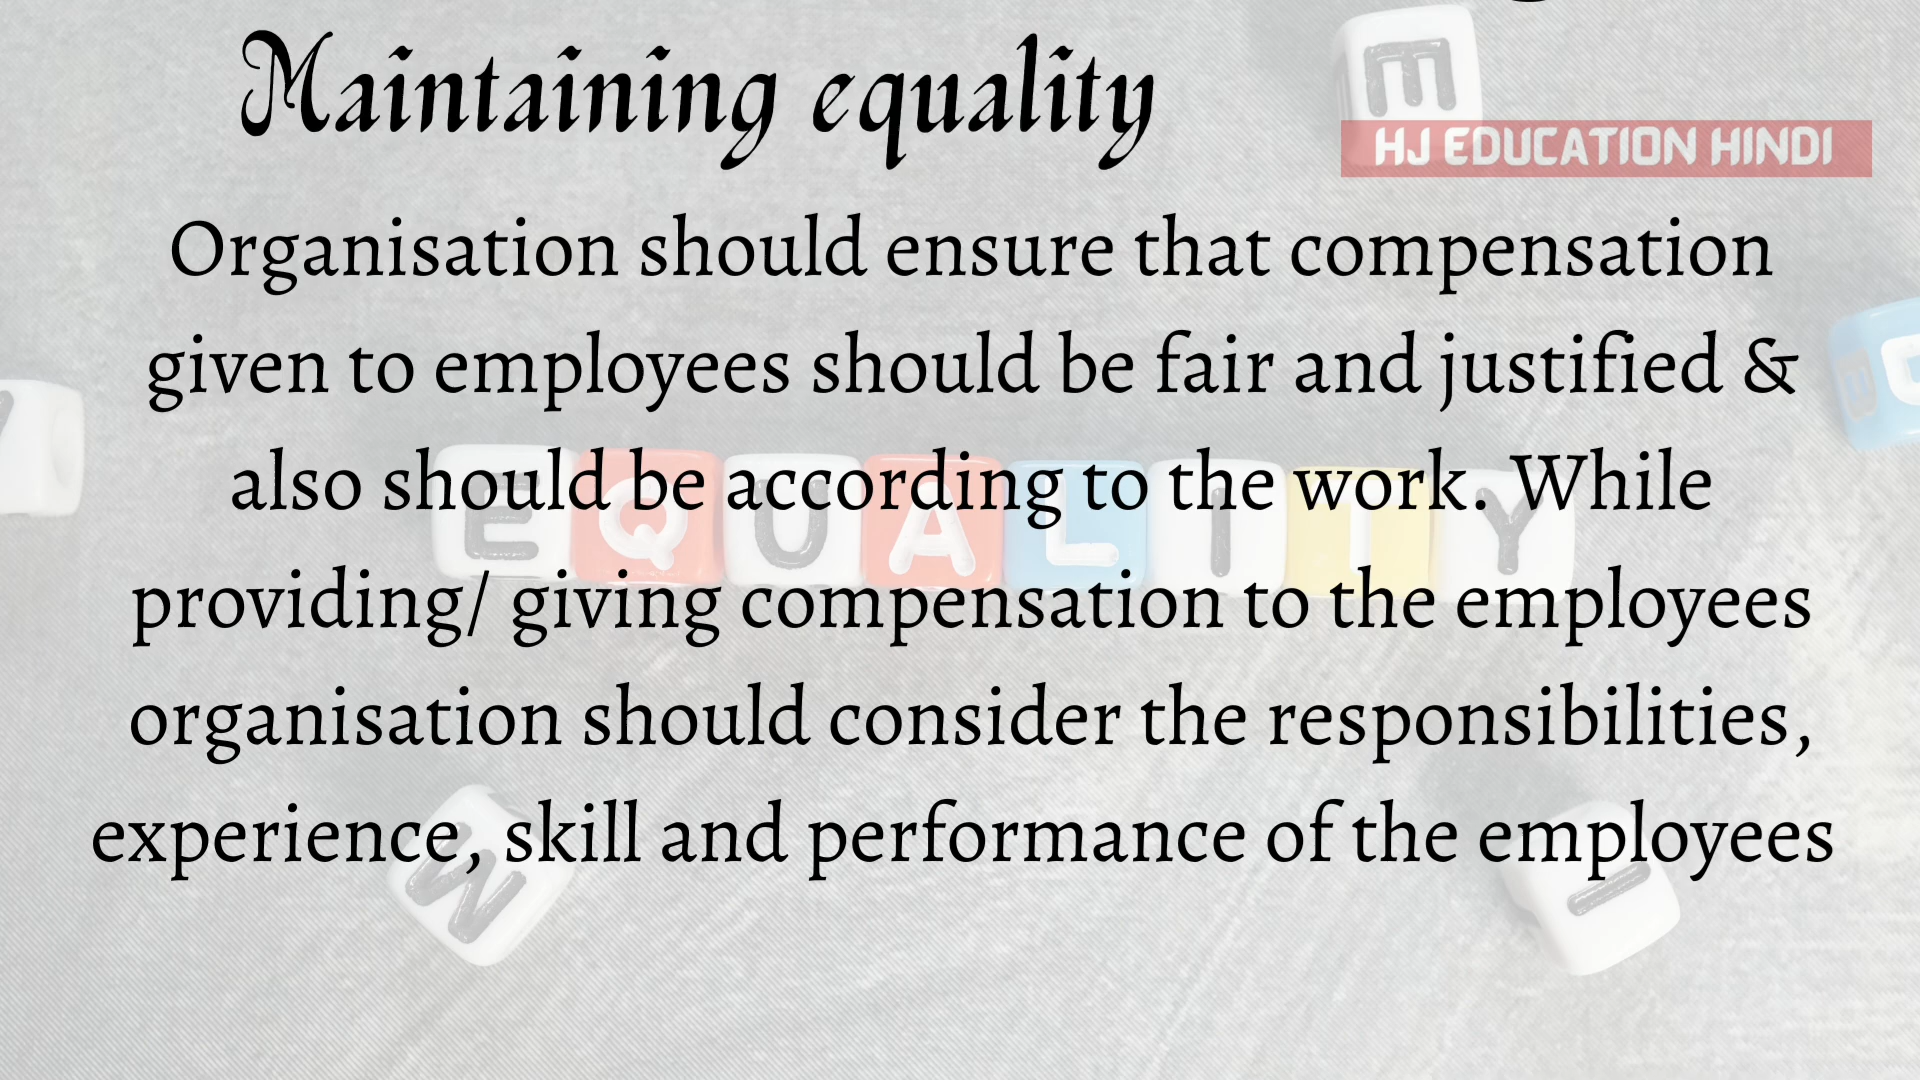 Maintaining equality
HJ EDUCATION HINDI
Organisation should ensure that compensation
given to employees should be fair and justified &
also should be according to the work. While
EQUALITY
providing/ giving compensation to the employees
organisation should consider the responsibilities,
experience, skill and performance of the employees
E
W
I